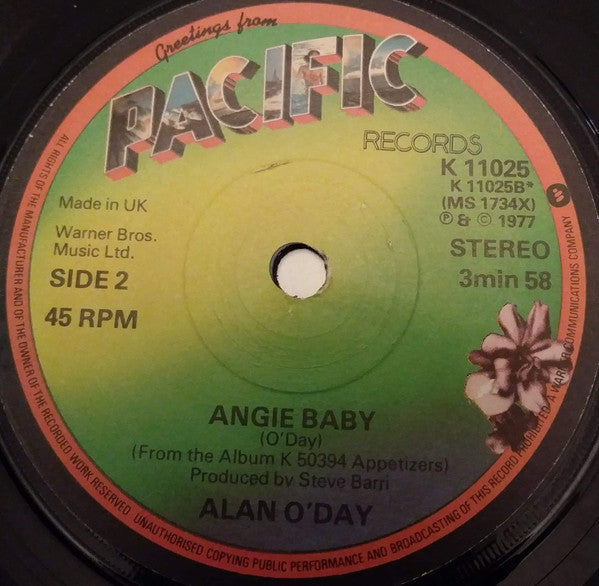 Greetings from
PACIFIC
RECORDS
K 11025
K 11025B*
(MS 1734X)
℗ & © 1977
STEREO
3min 58
Made in UK
Warner Bros.
Music Ltd.
SIDE 2
45 RPM
ANGIE BABY
(O'Day)
(From the Album K 50394 Appetizers)
Produced by Steve Barri
ALAN O'DAY
ALL RIGHTS OF THE MANUFACTURER AND OF THE OWNER OF THE RECORDED WORK RESERVED. UNAUTHORISED COPYING PUBLIC PERFORMANCE AND BROADCASTING OF THIS RECORD PROHIBITED. A WARNER COMMUNICATIONS COMPANY